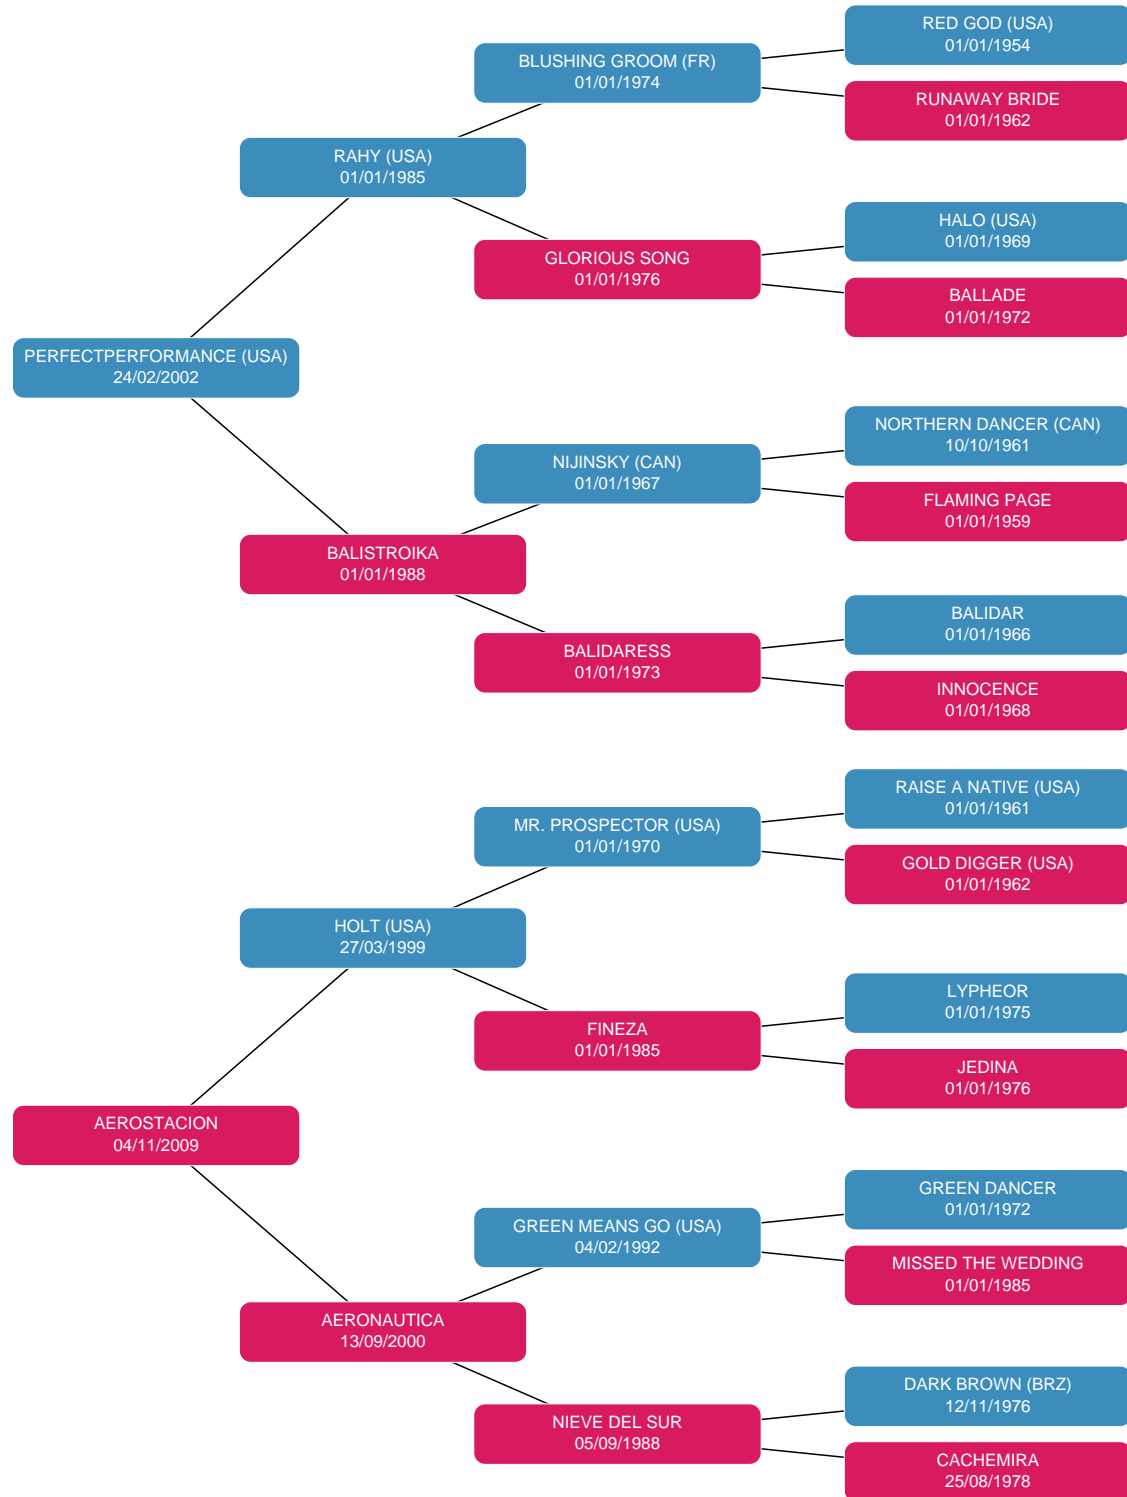 RED GOD (USA)
01/01/1954
BLUSHING GROOM (FR)
01/01/1974
RUNAWAY BRIDE
01/01/1962
RAHY (USA)
01/01/1985
HALO (USA)
01/01/1969
GLORIOUS SONG
01/01/1976
BALLADE
01/01/1972
PERFECTPERFORMANCE (USA)
24/02/2002
NORTHERN DANCER (CAN)
10/10/1961
NIJINSKY (CAN)
01/01/1967
FLAMING PAGE
01/01/1959
BALISTROIKA
01/01/1988
BALIDAR
01/01/1966
BALIDARESS
01/01/1973
INNOCENCE
01/01/1968
RAISE A NATIVE (USA)
01/01/1961
MR. PROSPECTOR (USA)
01/01/1970
GOLD DIGGER (USA)
01/01/1962
HOLT (USA)
27/03/1999
LYPHEOR
01/01/1975
FINEZA
01/01/1985
JEDINA
01/01/1976
AEROSTACION
04/11/2009
GREEN DANCER
01/01/1972
GREEN MEANS GO (USA)
04/02/1992
MISSED THE WEDDING
01/01/1985
AERONAUTICA
13/09/2000
DARK BROWN (BRZ)
12/11/1976
NIEVE DEL SUR
05/09/1988
CACHEMIRA
25/08/1978